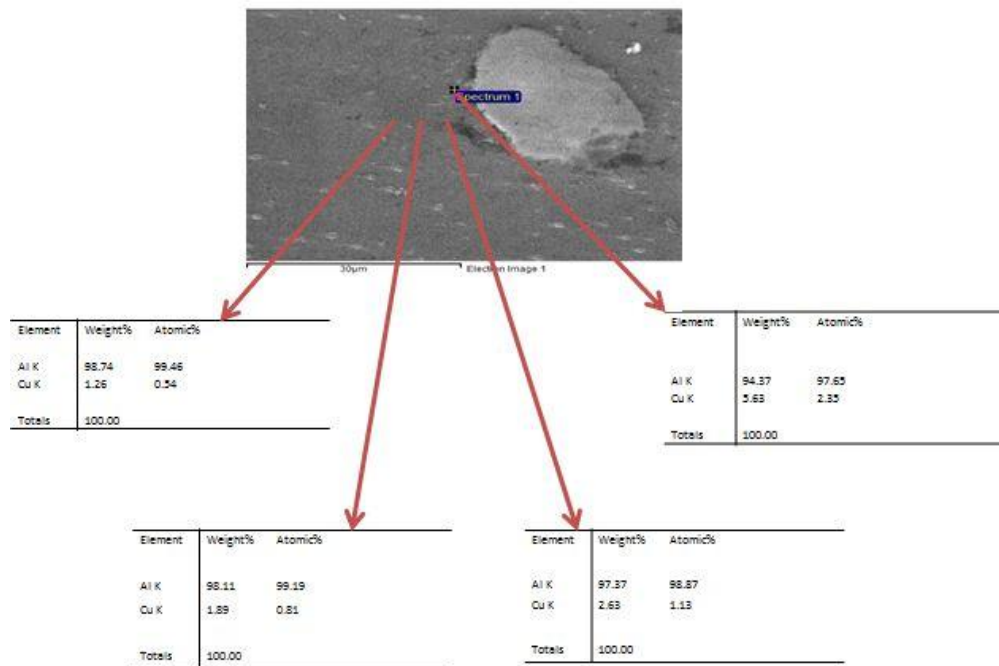 Spectrum 1
30µm Electron Image 1
Element Weight% Atomic%
Al K 98.74 99.46
Cu K 1.26 0.54
Totals 100.00
Element Weight% Atomic%
Al K 94.37 97.65
Cu K 5.63 2.35
Totals 100.00
Element Weight% Atomic%
Al K 98.11 99.19
Cu K 1.89 0.81
Totals 100.00
Element Weight% Atomic%
Al K 97.37 98.87
Cu K 2.63 1.13
Totals 100.00